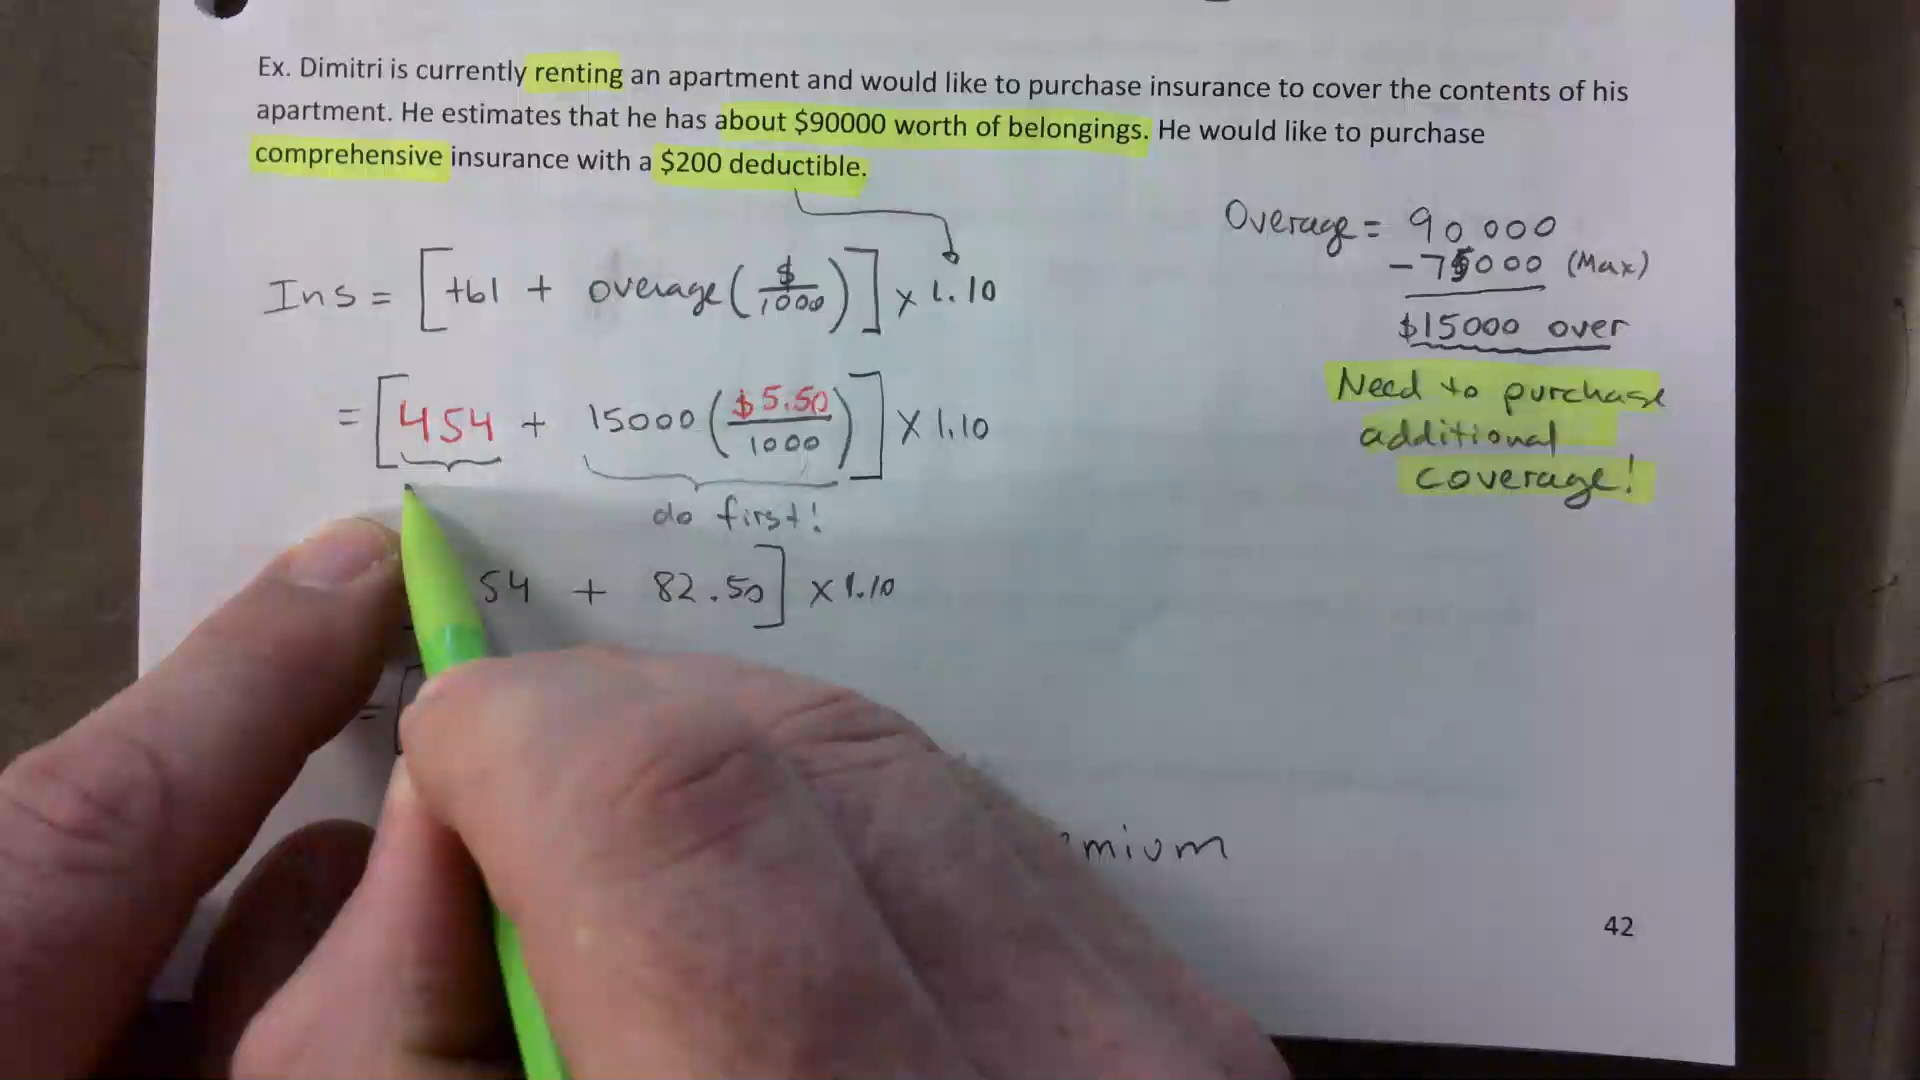 Ex. Dimitri is currently renting an apartment and would like to purchase insurance to cover the contents of his
apartment. He estimates that he has about $90000 worth of belongings. He would like to purchase
comprehensive insurance with a $200 deductible.
Overage = 90 000
- 75000 (Max)
$15000 over
Need to purchase
additional
coverage!
Ins = [tbl + overage($/1000)] x 1.10
= [454 + 15000($5.50/1000)] x 1.10
do first!
54 + 82.50] x 1.10
= [
mium
42